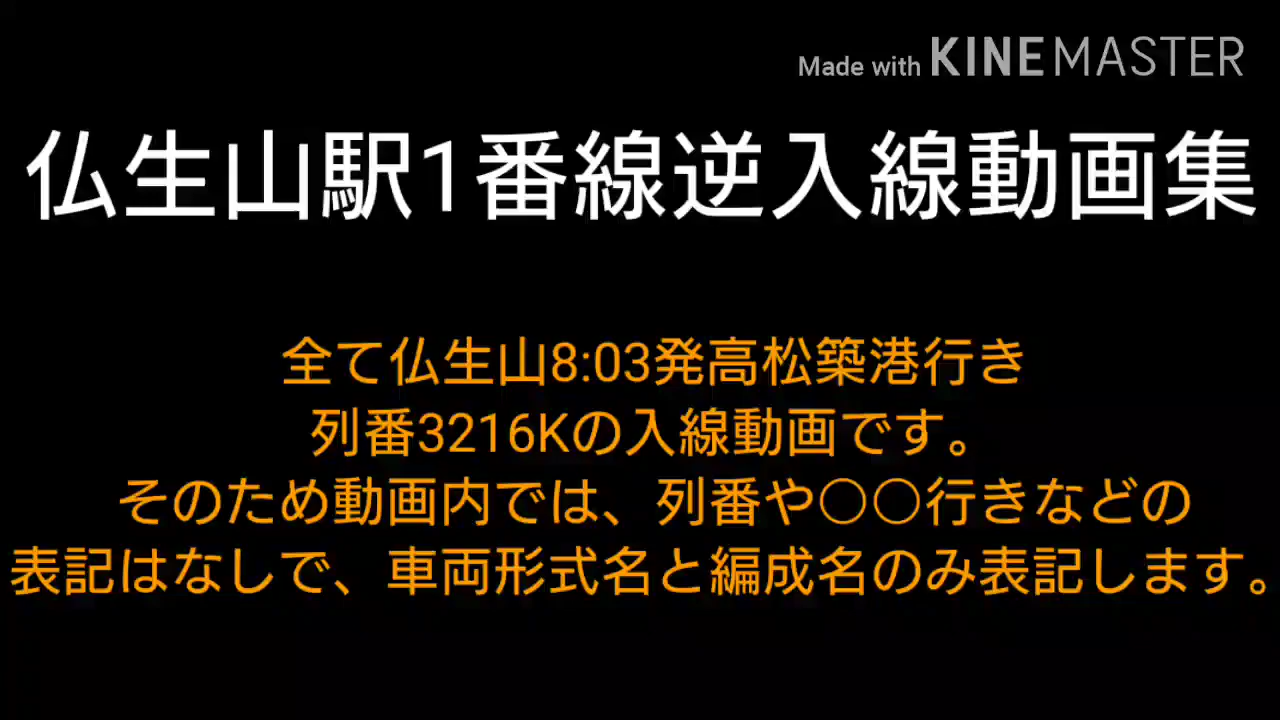 Made with KINEMASTER
仏生山駅1番線逆入線動画集
全て仏生山8:03発高松築港行き
列番3216Kの入線動画です。
そのため動画内では、列番や○○行きなどの
表記はなしで、車両形式名と編成名のみ表記します。